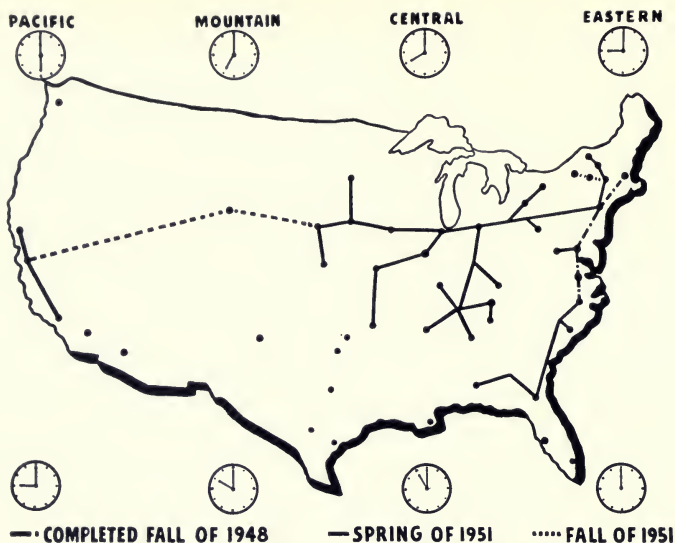 PACIFIC MOUNTAIN CENTRAL EASTERN
COMPLETED FALL OF 1948 SPRING OF 1951 FALL OF 1951